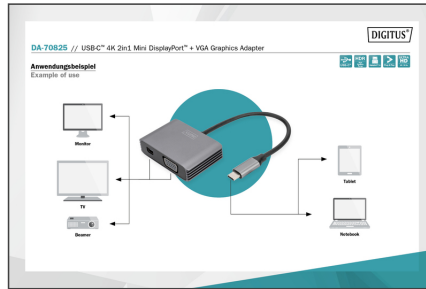 DIGITUS®
DA-70825 // USB-C™ 4K 2in1 Mini DisplayPort™ + VGA Graphics Adapter
Anwendungsbeispiel
Example of use
Monitor
TV
Beamer
Tablet
Notebook